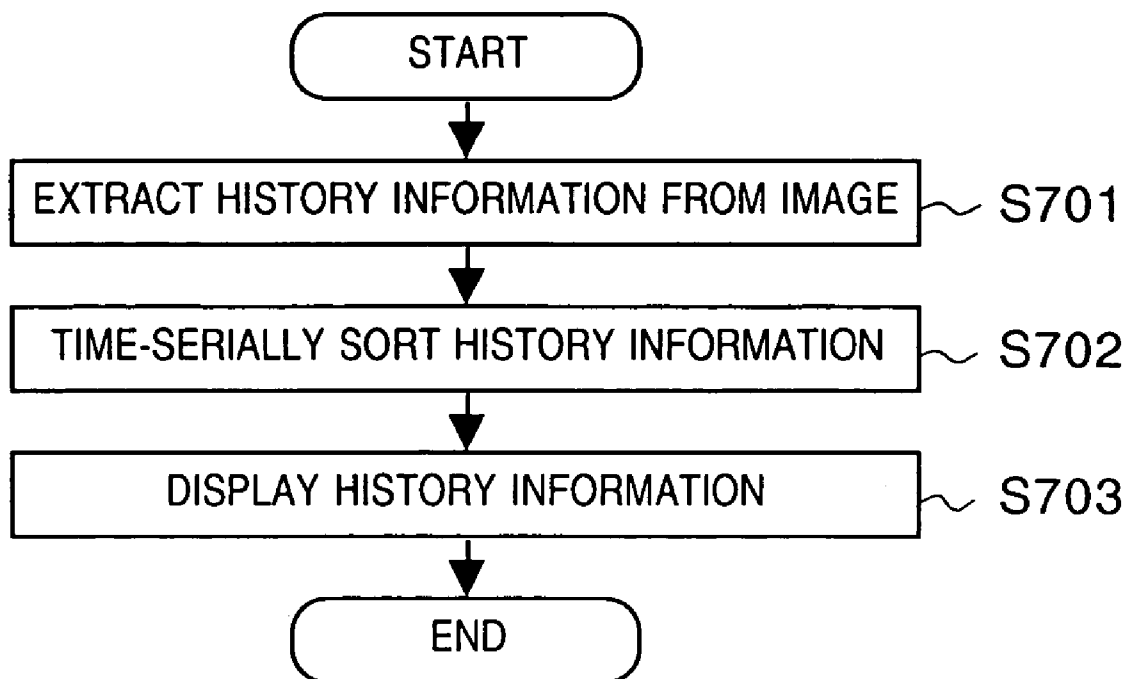 START
EXTRACT HISTORY INFORMATION FROM IMAGE S701
TIME-SERIALLY SORT HISTORY INFORMATION S702
DISPLAY HISTORY INFORMATION S703
END